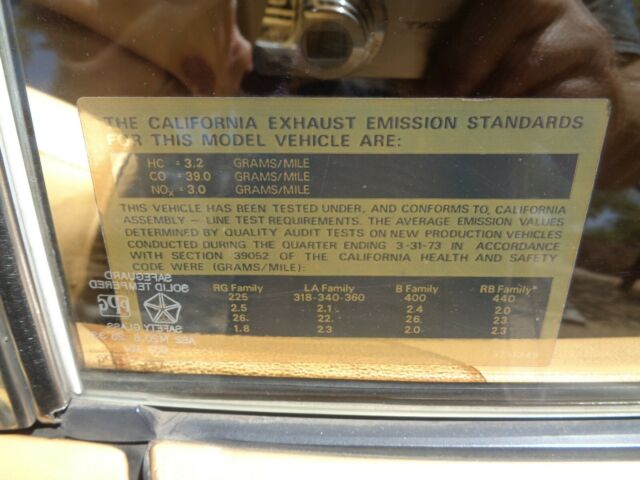 THE CALIFORNIA EXHAUST EMISSION STANDARDS
FOR THIS MODEL VEHICLE ARE:
HC = 3.2 GRAMS/MILE
CO = 39.0 GRAMS/MILE
NOx = 3.0 GRAMS/MILE
THIS VEHICLE HAS BEEN TESTED UNDER, AND CONFORMS TO, CALIFORNIA
ASSEMBLY – LINE TEST REQUIREMENTS. THE AVERAGE EMISSION VALUES
DETERMINED BY QUALITY AUDIT TESTS ON NEW PRODUCTION VEHICLES
CONDUCTED DURING THE QUARTER ENDING 3-31-73 IN ACCORDANCE
WITH SECTION 39052 OF THE CALIFORNIA HEALTH AND SAFETY
CODE WERE (GRAMS/MILE):
RG Family LA Family B Family RB Family*
225 318-340-360 400 440
2.5 2.1 2.4 2.0
26. 22. 26. 23.
1.8 2.3 2.0 2.3
SAFEGUARD
SOLID TEMPERED
PPG
SAFETY GLASS